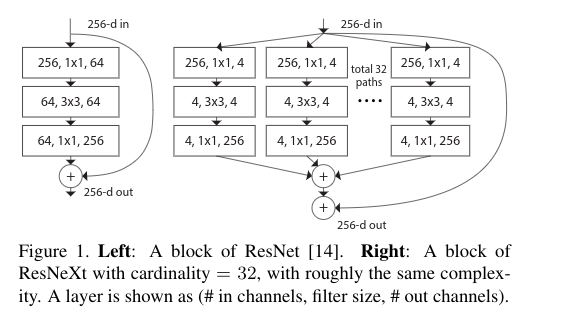 256-d in
256, 1x1, 64
64, 3x3, 64
64, 1x1, 256
+
256-d out
256-d in
256, 1x1, 4
256, 1x1, 4
total 32
paths
....
256, 1x1, 4
4, 3x3, 4
4, 3x3, 4
4, 3x3, 4
4, 1x1, 256
4, 1x1, 256
4, 1x1, 256
+
+
256-d out
Figure 1. Left: A block of ResNet [14]. Right: A block of
ResNeXt with cardinality = 32, with roughly the same complex-
ity. A layer is shown as (# in channels, filter size, # out channels).